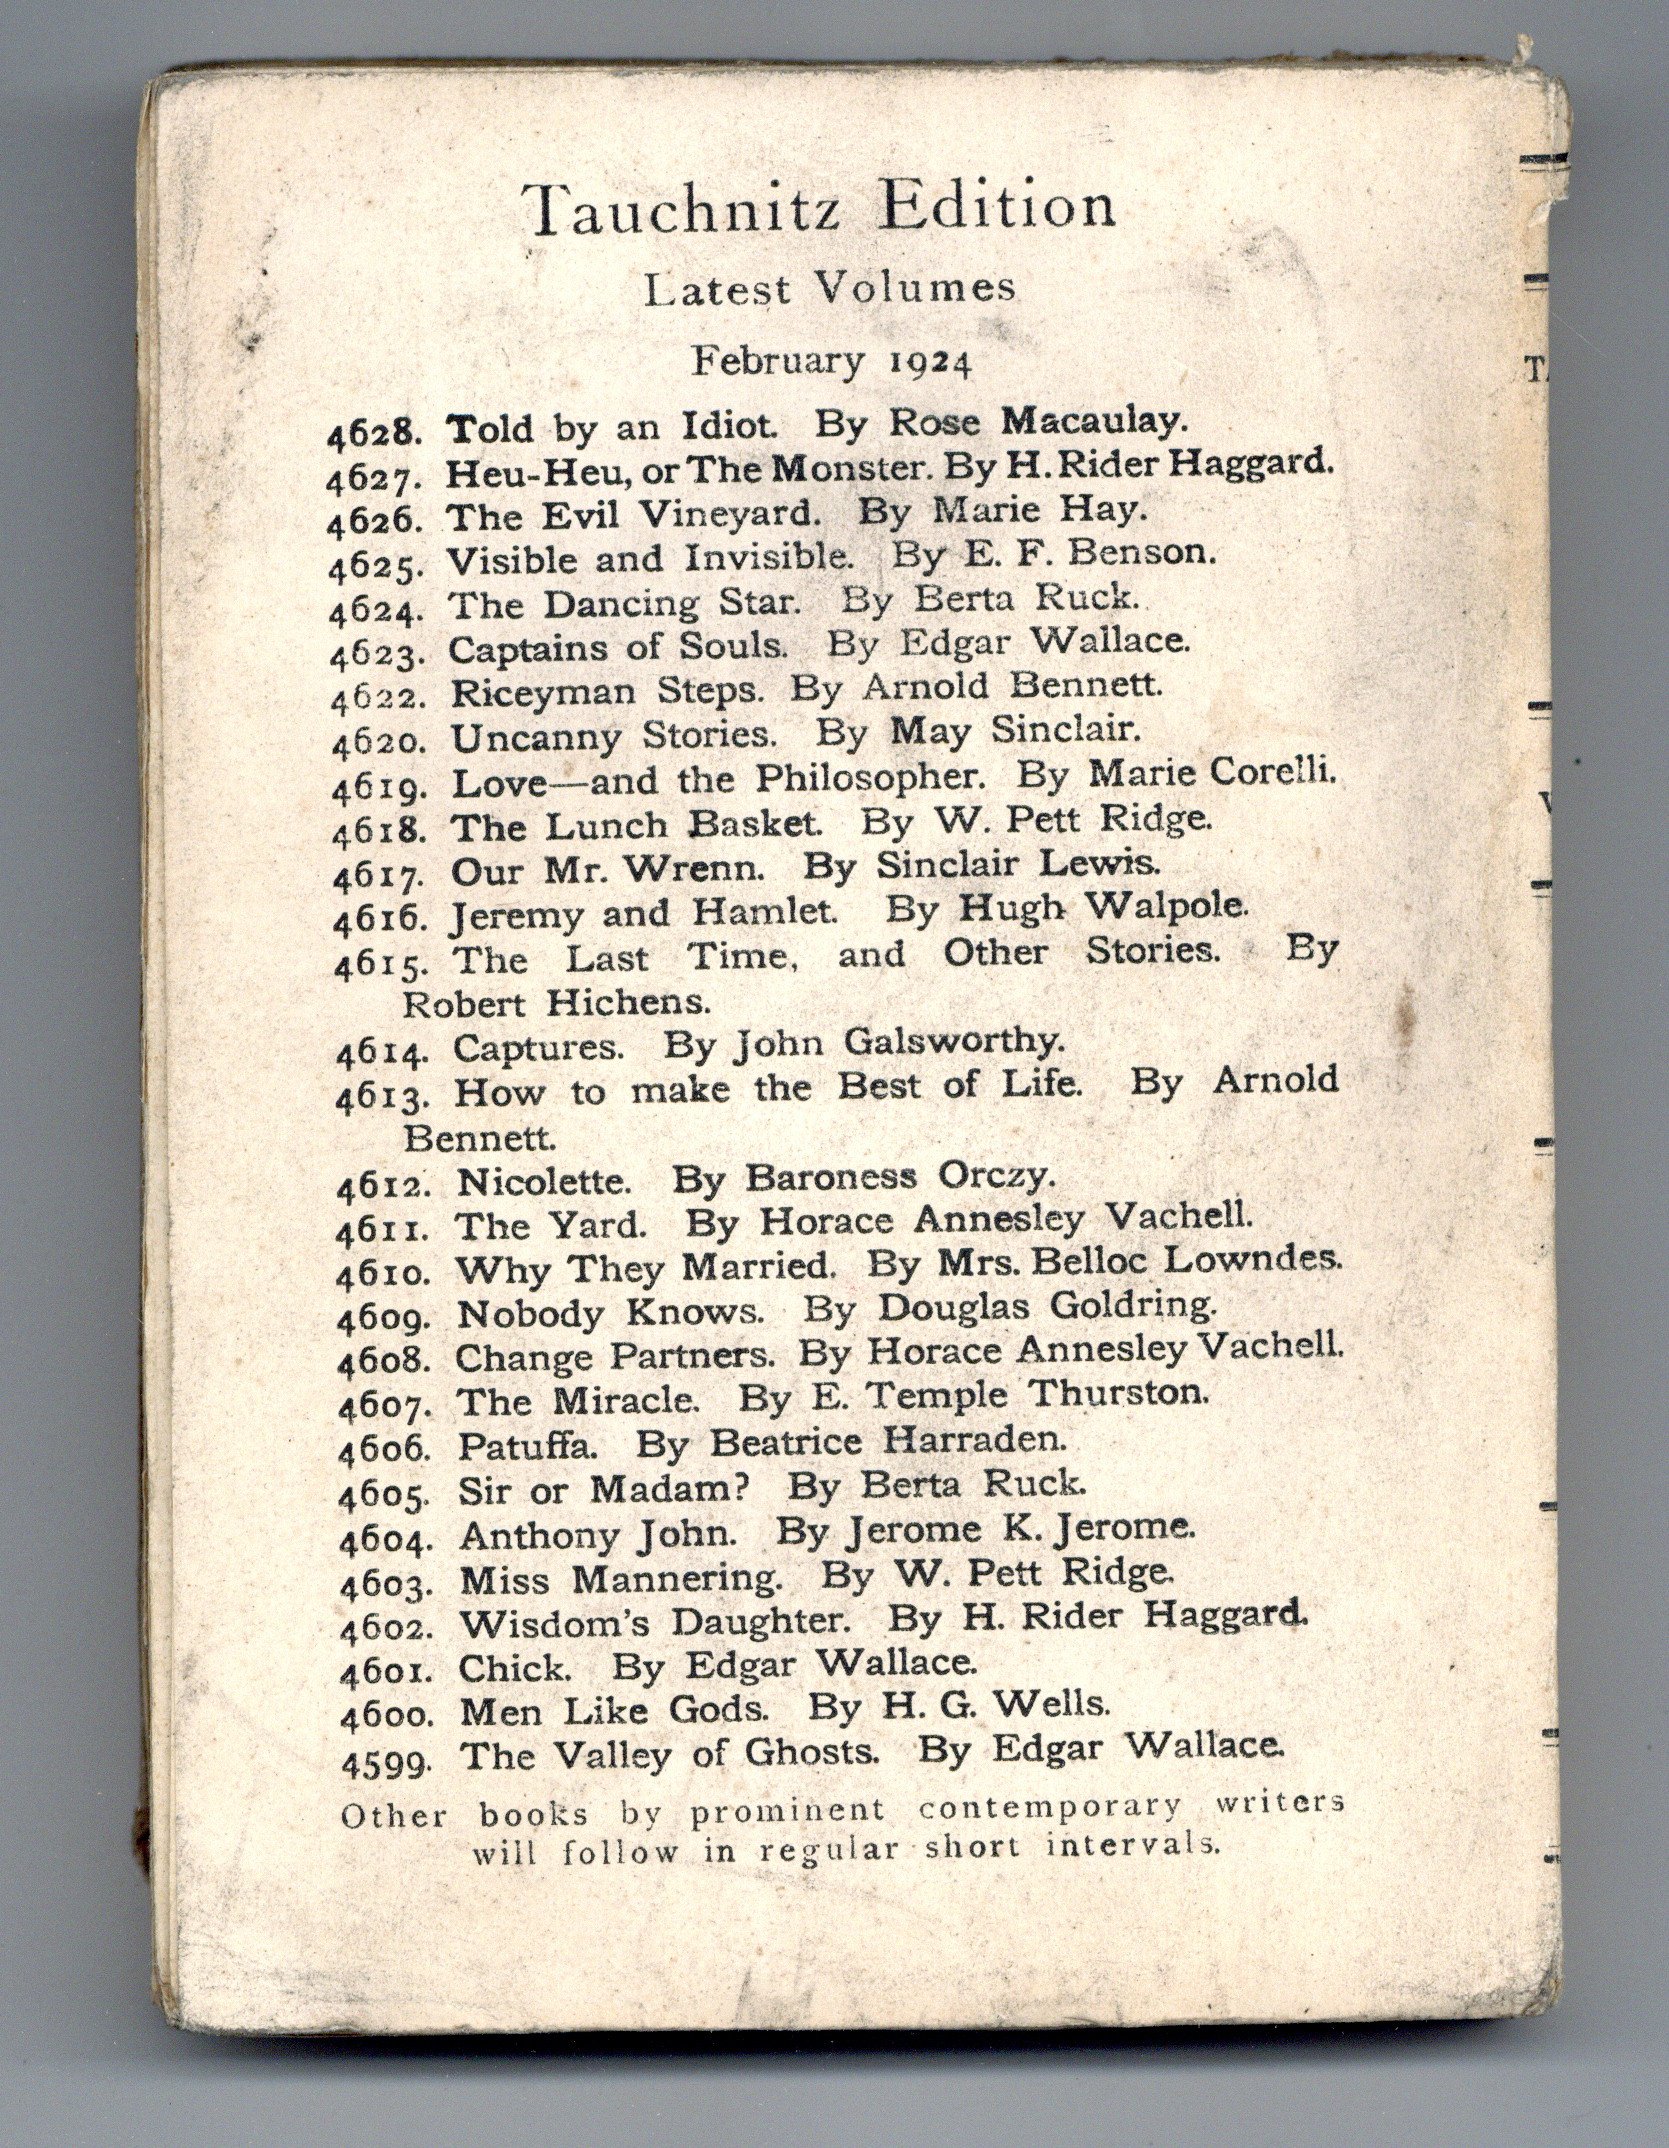 Tauchnitz Edition
Latest Volumes
February 1924
4628. Told by an Idiot. By Rose Macaulay.
4627. Heu-Heu, or The Monster. By H. Rider Haggard.
4626. The Evil Vineyard. By Marie Hay.
4625. Visible and Invisible. By E. F. Benson.
4624. The Dancing Star. By Berta Ruck.
4623. Captains of Souls. By Edgar Wallace.
4622. Riceyman Steps. By Arnold Bennett.
4620. Uncanny Stories. By May Sinclair.
4619. Love—and the Philosopher. By Marie Corelli.
4618. The Lunch Basket. By W. Pett Ridge.
4617. Our Mr. Wrenn. By Sinclair Lewis.
4616. Jeremy and Hamlet. By Hugh Walpole.
4615. The Last Time, and Other Stories. By
Robert Hichens.
4614. Captures. By John Galsworthy.
4613. How to make the Best of Life. By Arnold
Bennett.
4612. Nicolette. By Baroness Orczy.
4611. The Yard. By Horace Annesley Vachell.
4610. Why They Married. By Mrs. Belloc Lowndes.
4609. Nobody Knows. By Douglas Goldring.
4608. Change Partners. By Horace Annesley Vachell.
4607. The Miracle. By E. Temple Thurston.
4606. Patuffa. By Beatrice Harraden.
4605. Sir or Madam? By Berta Ruck.
4604. Anthony John. By Jerome K. Jerome.
4603. Miss Mannering. By W. Pett Ridge.
4602. Wisdom's Daughter. By H. Rider Haggard.
4601. Chick. By Edgar Wallace.
4600. Men Like Gods. By H. G. Wells.
4599. The Valley of Ghosts. By Edgar Wallace.
Other books by prominent contemporary writers
will follow in regular short intervals.